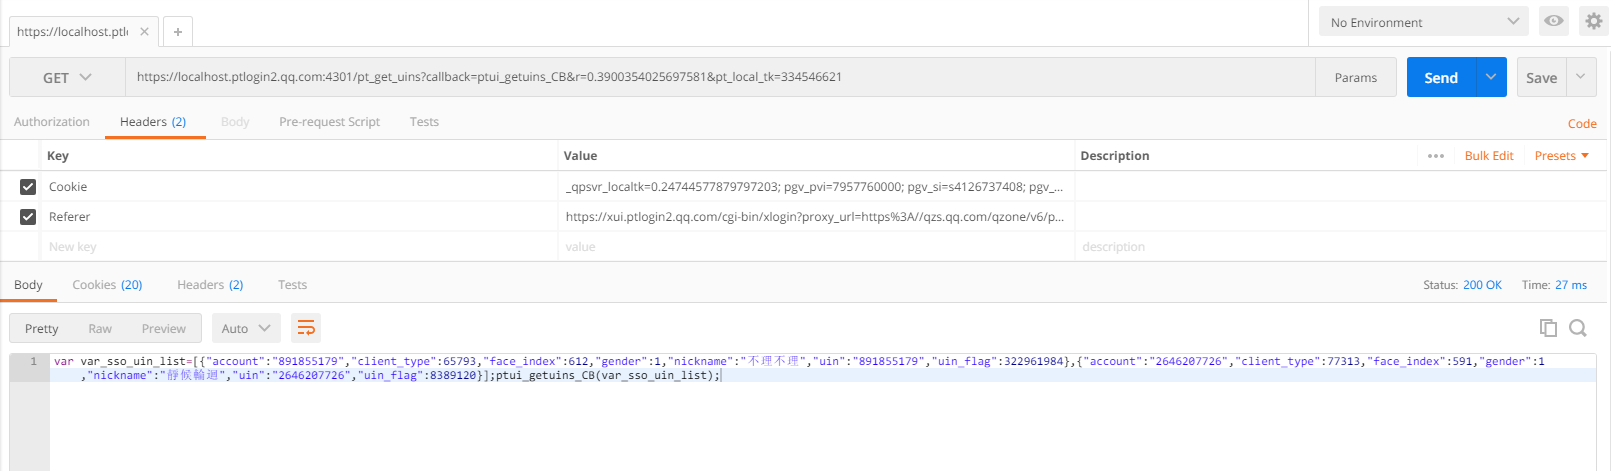 No Environment
https://localhost.ptl
GET
https://localhost.ptlogin2.qq.com:4301/pt_get_uins?callback=ptui_getuins_CB&r=0.3900354025697581&pt_local_tk=334546621
Params
Send
Save
Authorization
Headers (2)
Body
Pre-request Script
Tests
Code
Key
Value
Description
Bulk Edit
Presets
Cookie
_qpsvr_localtk=0.24744577879797203; pgv_pvi=7957760000; pgv_si=s4126737408; pgv_...
Referer
https://xui.ptlogin2.qq.com/cgi-bin/xlogin?proxy_url=https%3A//qzs.qq.com/qzone/v6/p...
New key
value
description
Body
Cookies (20)
Headers (2)
Tests
Status: 200 OK
Time: 27 ms
Pretty
Raw
Preview
Auto
1
var var_sso_uin_list=[{"account":"891855179","client_type":65793,"face_index":612,"gender":1,"nickname":"不理不理","uin":"891855179","uin_flag":322961984},{"account":"2646207726","client_type":77313,"face_index":591,"gender":1
,"nickname":"靜候輪迴","uin":"2646207726","uin_flag":8389120}];ptui_getuins_CB(var_sso_uin_list);